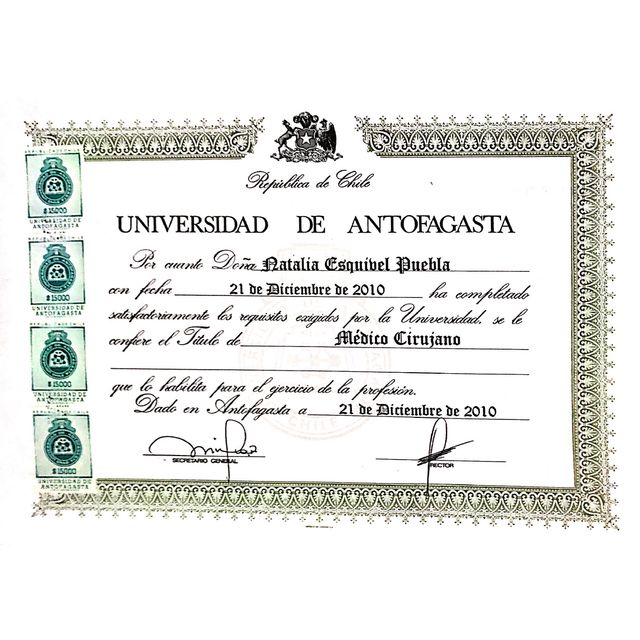 República de Chile
UNIVERSIDAD DE ANTOFAGASTA
Por cuanto Doña Natalia Esquivel Puebla
con fecha 21 de Diciembre de 2010 ha completado
satisfactoriamente los requisitos exigidos por la Universidad, se le
confiere el Título de Médico Cirujano
que lo habilita para el ejercicio de la profesión.
Dado en Antofagasta a 21 de Diciembre de 2010
SECRETARIO GENERAL
RECTOR
$ 15.000
UNIVERSIDAD DE
ANTOFAGASTA
$ 15000
UNIVERSIDAD DE
ANTOFAGASTA
$ 15000
UNIVERSIDAD DE
ANTOFAGASTA
$ 15000
UNIVERSIDAD DE
ANTOFAGASTA
CHILE